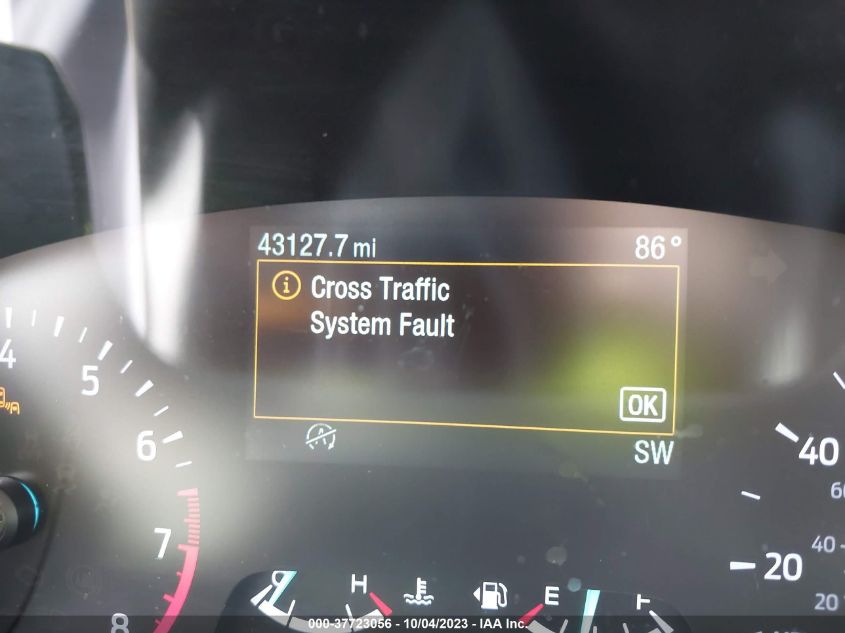 43127.7 mi 86°
Cross Traffic
System Fault
OK
SW
4
5
6
7
8
40
60
20
40
20
H
E
000-37723056 - 10/04/2023 - IAA Inc.